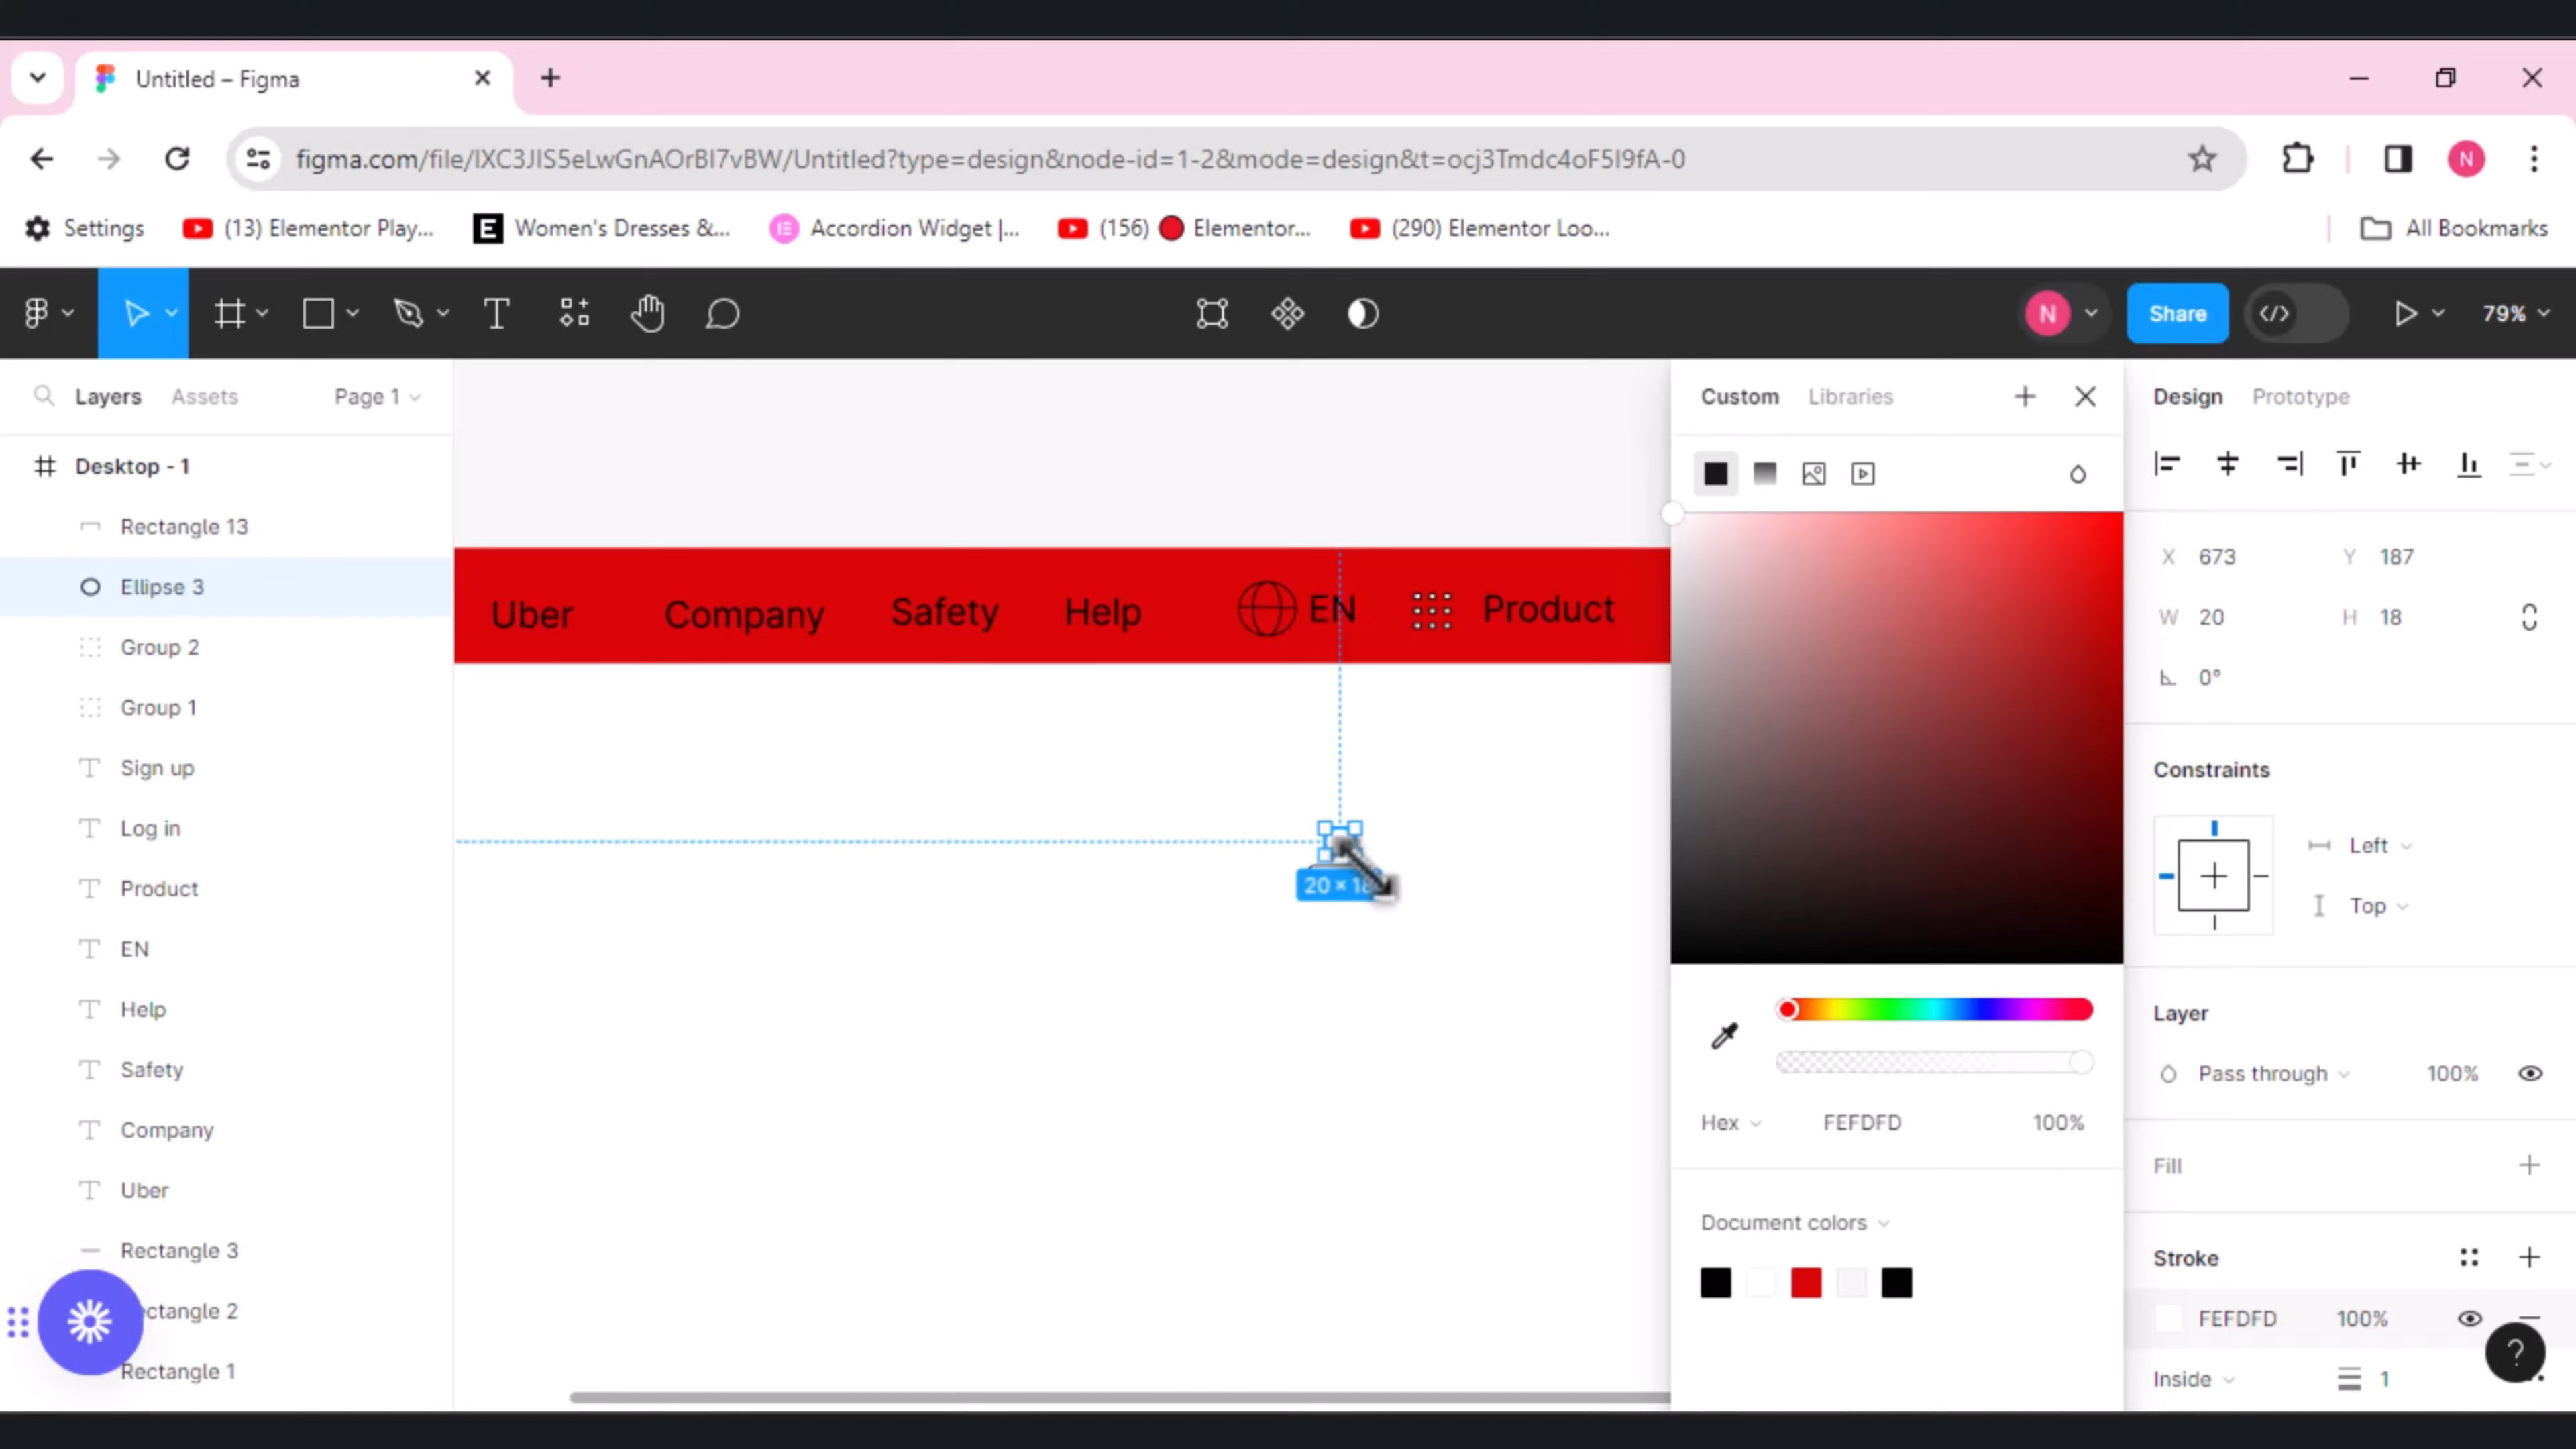 Untitled – Figma
figma.com/file/IXC3JIS5eLwGnAOrBI7vBW/Untitled?type=design&node-id=1-2&mode=design&t=ocj3Tmdc4oF5I9fA-0
N
Settings
(13) Elementor Play...
E
Women's Dresses &...
Accordion Widget |...
(156)
Elementor...
(290) Elementor Loo...
All Bookmarks
N
Share
79%
Layers
Assets
Page 1
Custom
Libraries
Design
Prototype
Desktop - 1
Rectangle 13
Ellipse 3
Group 2
Group 1
Sign up
Log in
Product
EN
Help
Safety
Company
Uber
Rectangle 3
ectangle 2
Rectangle 1
Uber
Company
Safety
Help
EN
Product
20 × 18
Hex
FEFDFD
100%
Document colors
X 673
Y 187
W 20
H 18
0°
Constraints
Left
Top
Layer
Pass through
100%
Fill
Stroke
FEFDFD
100%
Inside
1
?